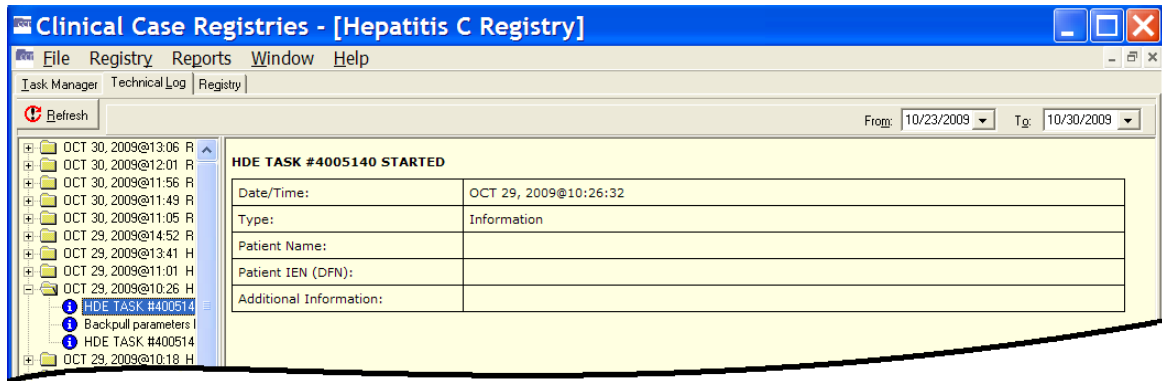 Clinical Case Registries - [Hepatitis C Registry]
File Registry Reports Window Help
Task Manager Technical Log Registry
Refresh From: 10/23/2009 To: 10/30/2009
OCT 30, 2009@13:06 R
OCT 30, 2009@12:01 R
OCT 30, 2009@11:56 R
OCT 30, 2009@11:49 R
OCT 30, 2009@11:05 R
OCT 29, 2009@14:52 R
OCT 29, 2009@13:41 H
OCT 29, 2009@11:01 H
OCT 29, 2009@10:26 H
HDE TASK #400514
Backpull parameters
HDE TASK #400514
OCT 29, 2009@10:18 H
HDE TASK #4005140 STARTED
Date/Time: OCT 29, 2009@10:26:32
Type: Information
Patient Name:
Patient IEN (DFN):
Additional Information: